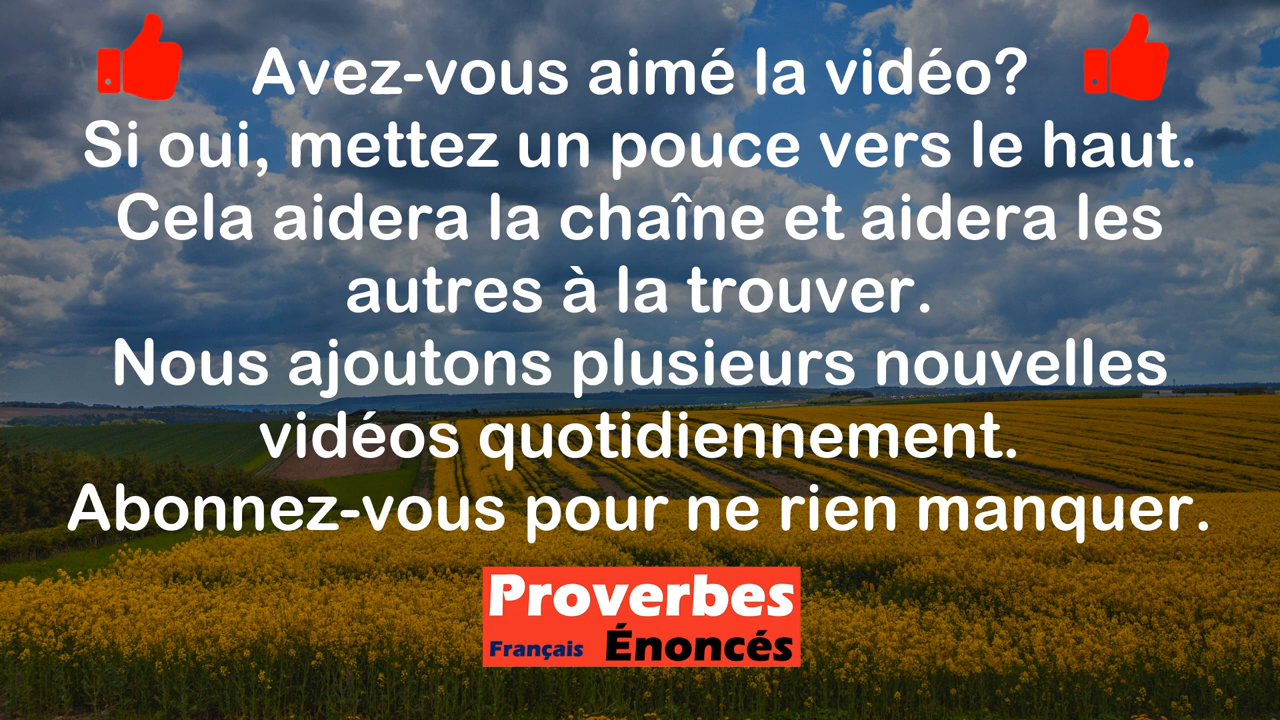 Avez-vous aimé la vidéo?
Si oui, mettez un pouce vers le haut.
Cela aidera la chaîne et aidera les
autres à la trouver.
Nous ajoutons plusieurs nouvelles
vidéos quotidiennement.
Abonnez-vous pour ne rien manquer.
Proverbes
Français Énoncés